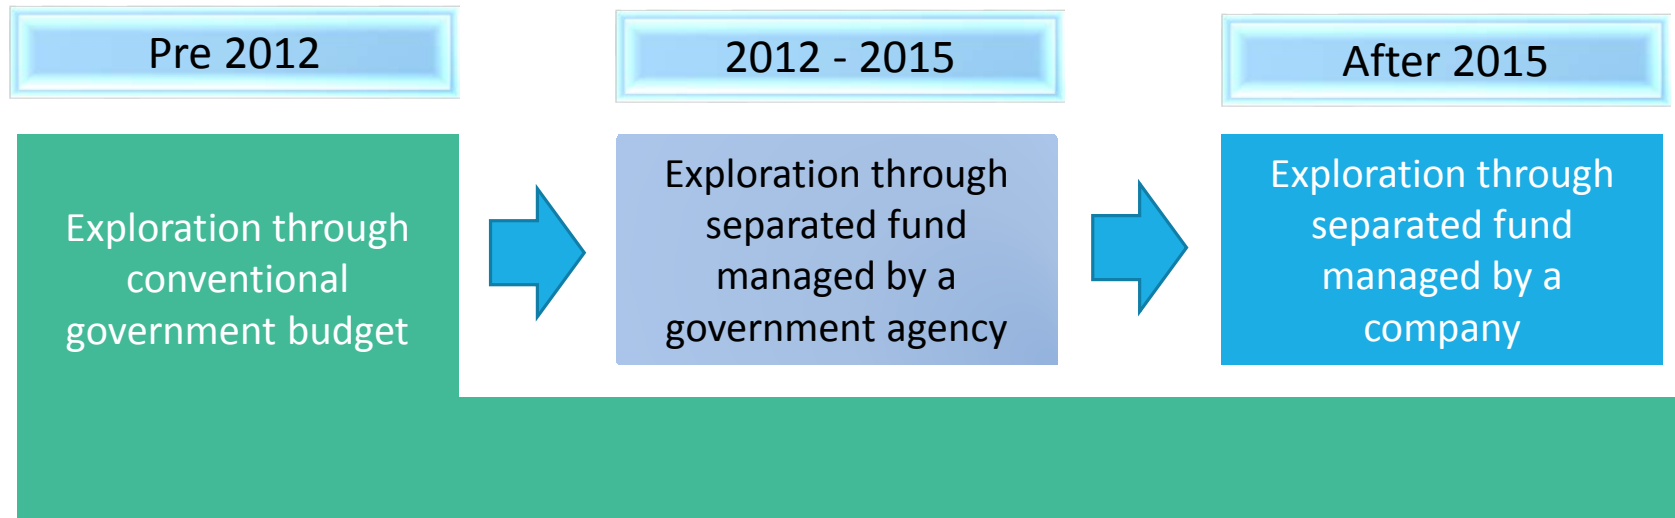 Pre 2012
2012 - 2015
After 2015
Exploration through
conventional
government budget
Exploration through
separated fund
managed by a
government agency
Exploration through
separated fund
managed by a
company